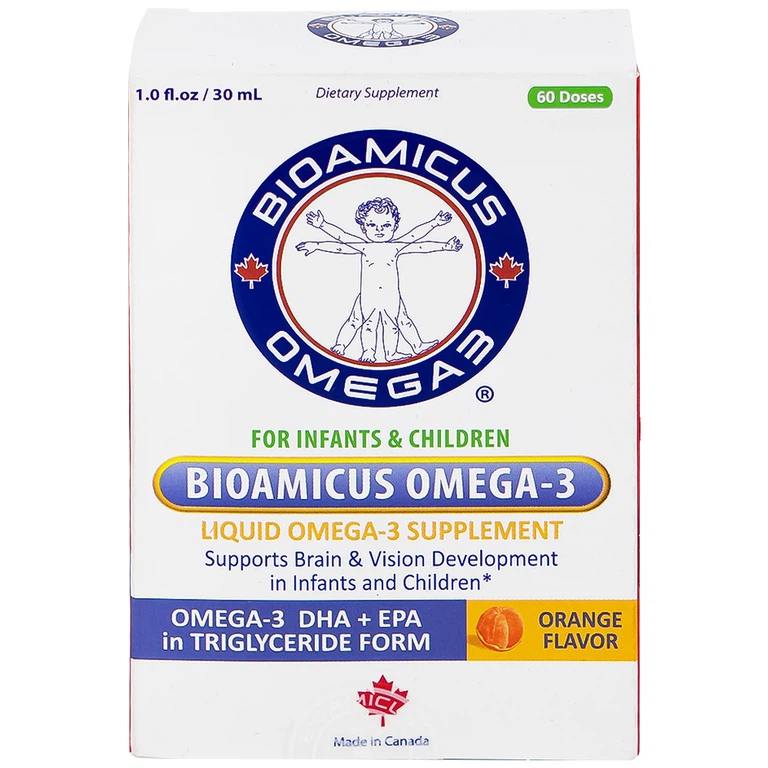 OMEGA3
1.0 fl.oz / 30 mL
Dietary Supplement
60 Doses
BIOAMICUS
OMEGA3
®
FOR INFANTS & CHILDREN
BIOAMICUS OMEGA-3
LIQUID OMEGA-3 SUPPLEMENT
Supports Brain & Vision Development
in Infants and Children*
OMEGA-3 DHA + EPA
in TRIGLYCERIDE FORM
ORANGE
FLAVOR
Made in Canada